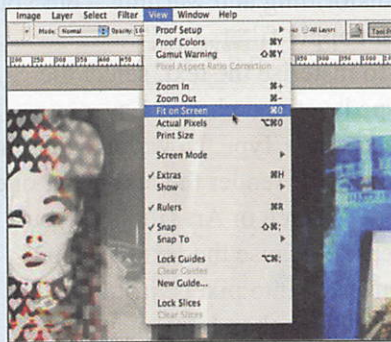 Image Layer Select Filter View Window Help
Mode: Normal Opacity:
All Layers
Proof Setup
Proof Colors ⌘Y
Gamut Warning ⇧⌘Y
Pixel Aspect Ratio Correction
Zoom In ⌘+
Zoom Out ⌘–
Fit on Screen ⌘0
Actual Pixels ⌥⌘0
Print Size
Screen Mode
✓ Extras ⌘H
Show
✓ Rulers ⌘R
✓ Snap ⇧⌘;
Snap To
Lock Guides ⌥⌘;
Clear Guides
New Guide...
Lock Slices
Clear Slices